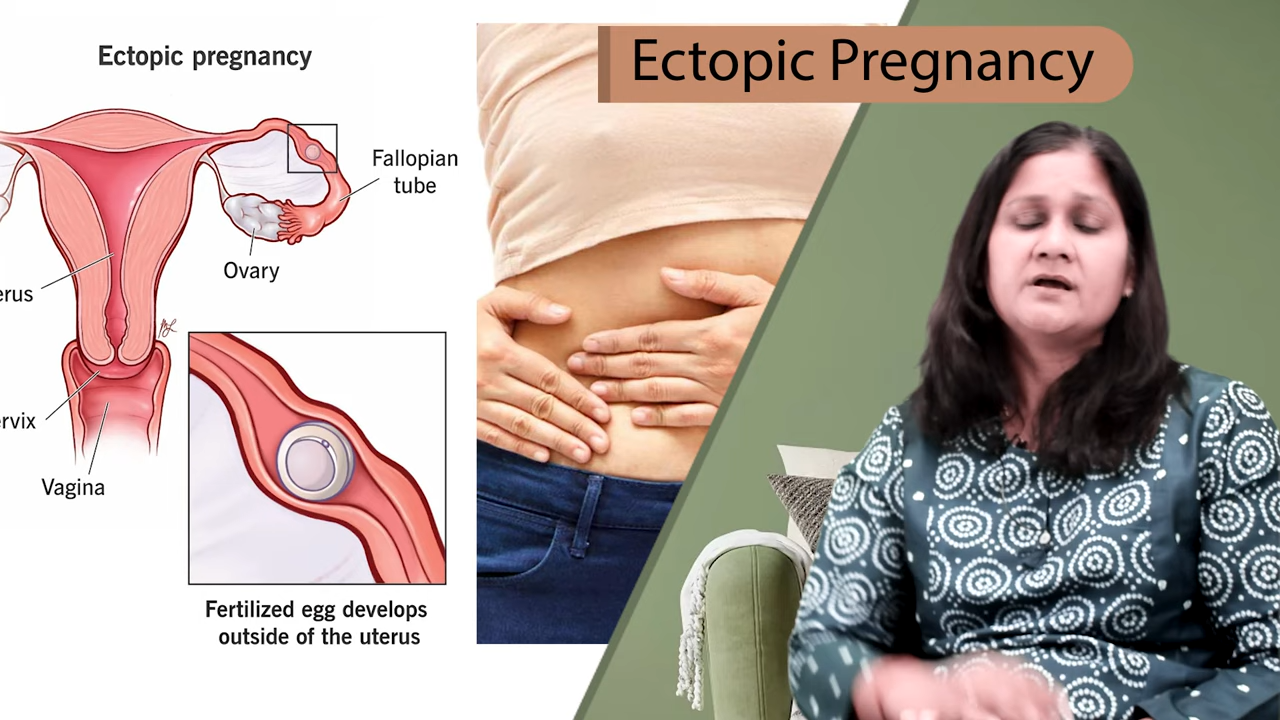 Ectopic pregnancy
Fallopian
tube
Ovary
erus
ervix
Vagina
Fertilized egg develops
outside of the uterus
Ectopic Pregnancy